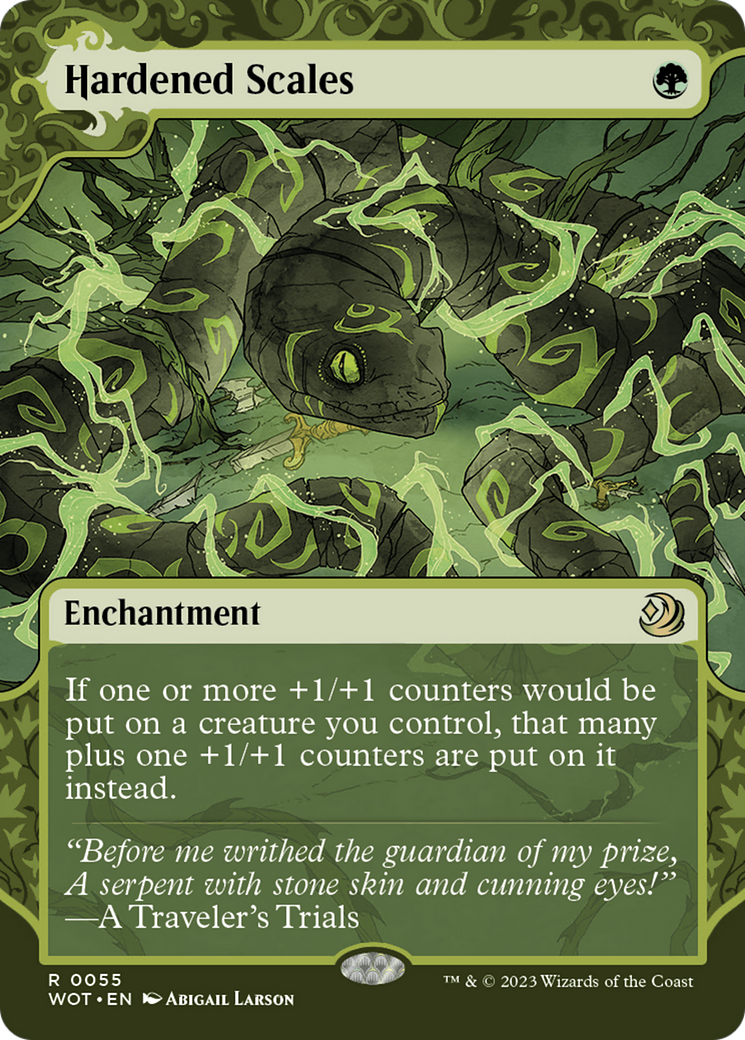 Hardened Scales
Enchantment
If one or more +1/+1 counters would be
put on a creature you control, that many
plus one +1/+1 counters are put on it
instead.
“Before me writhed the guardian of my prize,
A serpent with stone skin and cunning eyes!”
—A Traveler’s Trials
R 0055
WOT • EN Abigail Larson
™ & © 2023 Wizards of the Coast